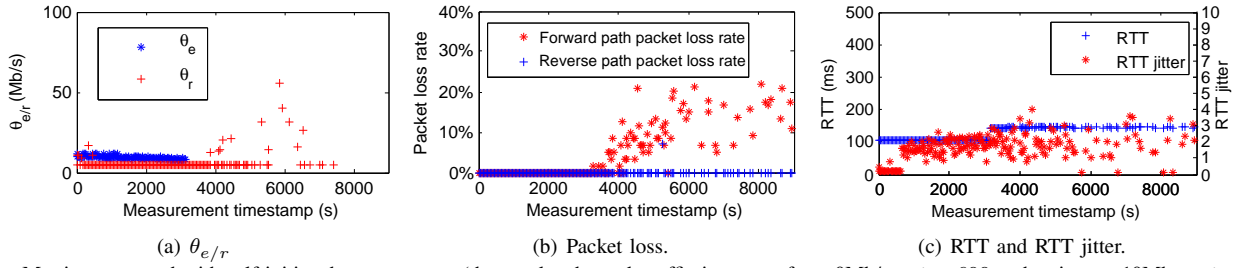 100
50
0
θe/r (Mb/s)
θe
θr
0 2000 4000 6000 8000
Measurement timestamp (s)
(a) θe/r
40%
30%
20%
10%
0%
Packet loss rate
Forward path packet loss rate
Reverse path packet loss rate
0 2000 4000 6000 8000
Measurement timestamp (s)
(b) Packet loss.
500
400
300
200
100
0
RTT (ms)
RTT
RTT jitter
10
9
8
7
6
5
4
3
2
1
0
RTT jitter
0 2000 4000 6000 8000
Measurement timestamp (s)
(c) RTT and RTT jitter.